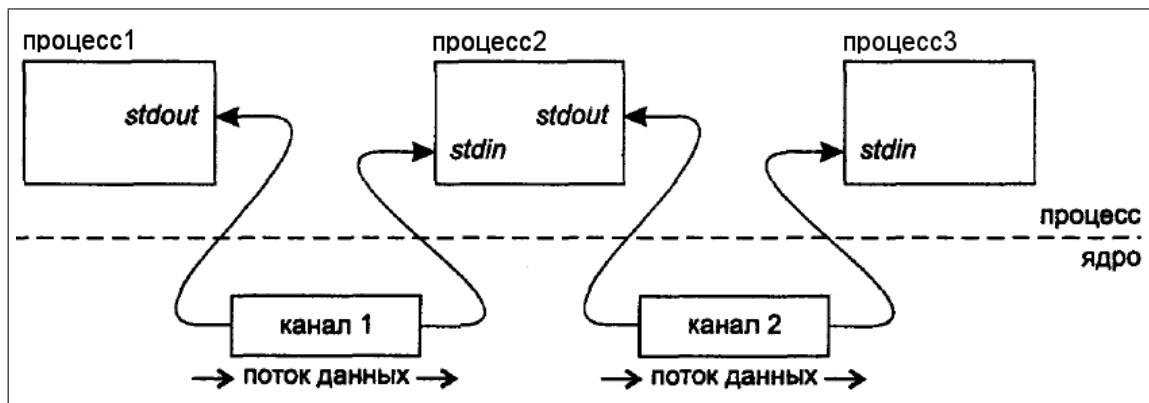 процесс1 процесс2 процесс3
stdout stdout
stdin stdin
процесс
ядро
канал 1 канал 2
→ поток данных → → поток данных →